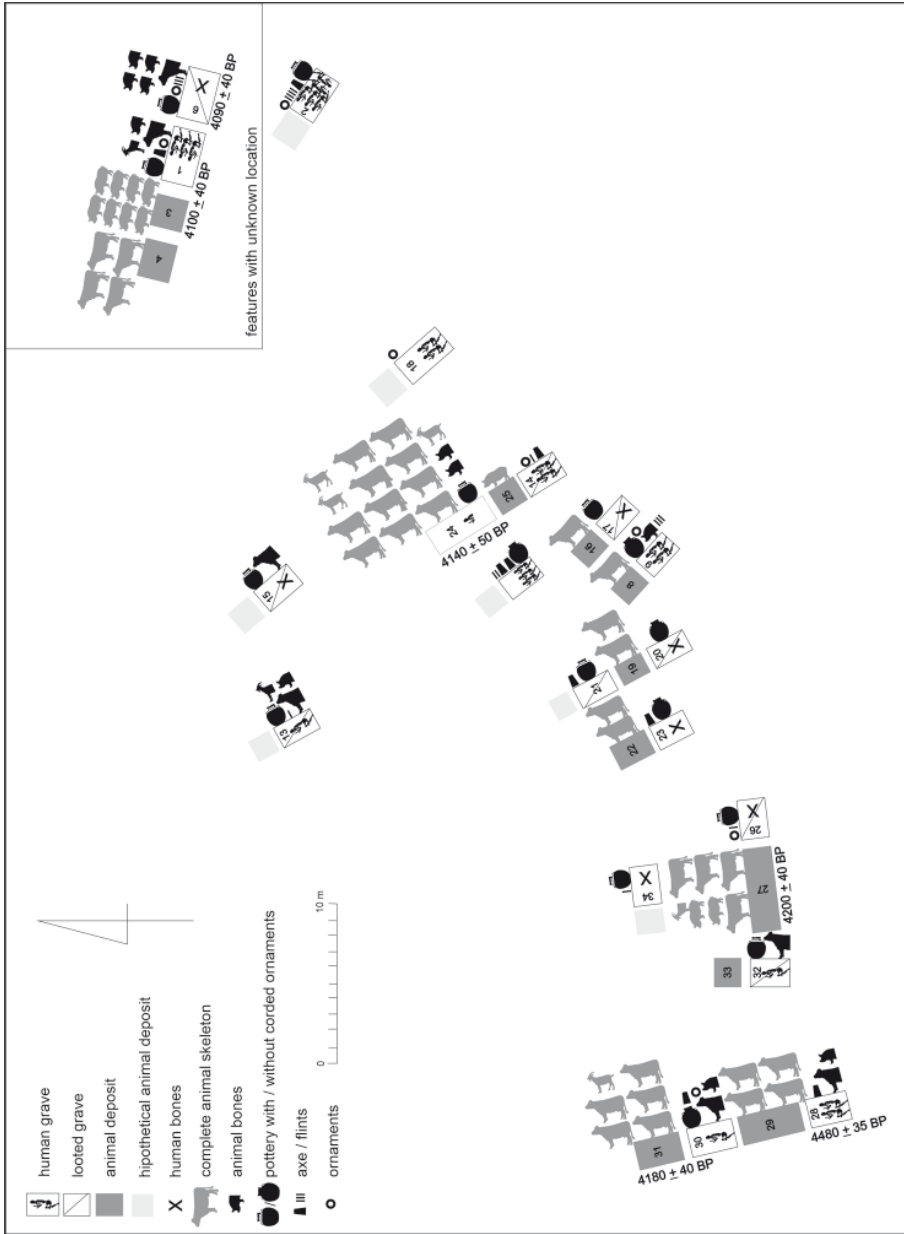 human grave
looted grave
animal deposit
hipothetical animal deposit
human bones
complete animal skeleton
animal bones
pottery with / without corded ornaments
axe / flints
ornaments
0
10 m
4
3
1
6
4100 ± 40 BP
4090 ± 40 BP
features with unknown location
2
15
13
18
24
4140 ± 50 BP
25
14
17
16
9
8
21
19
20
22
23
34
26
27
4200 ± 40 BP
33
32
31
30
4180 ± 40 BP
29
28
4480 ± 35 BP